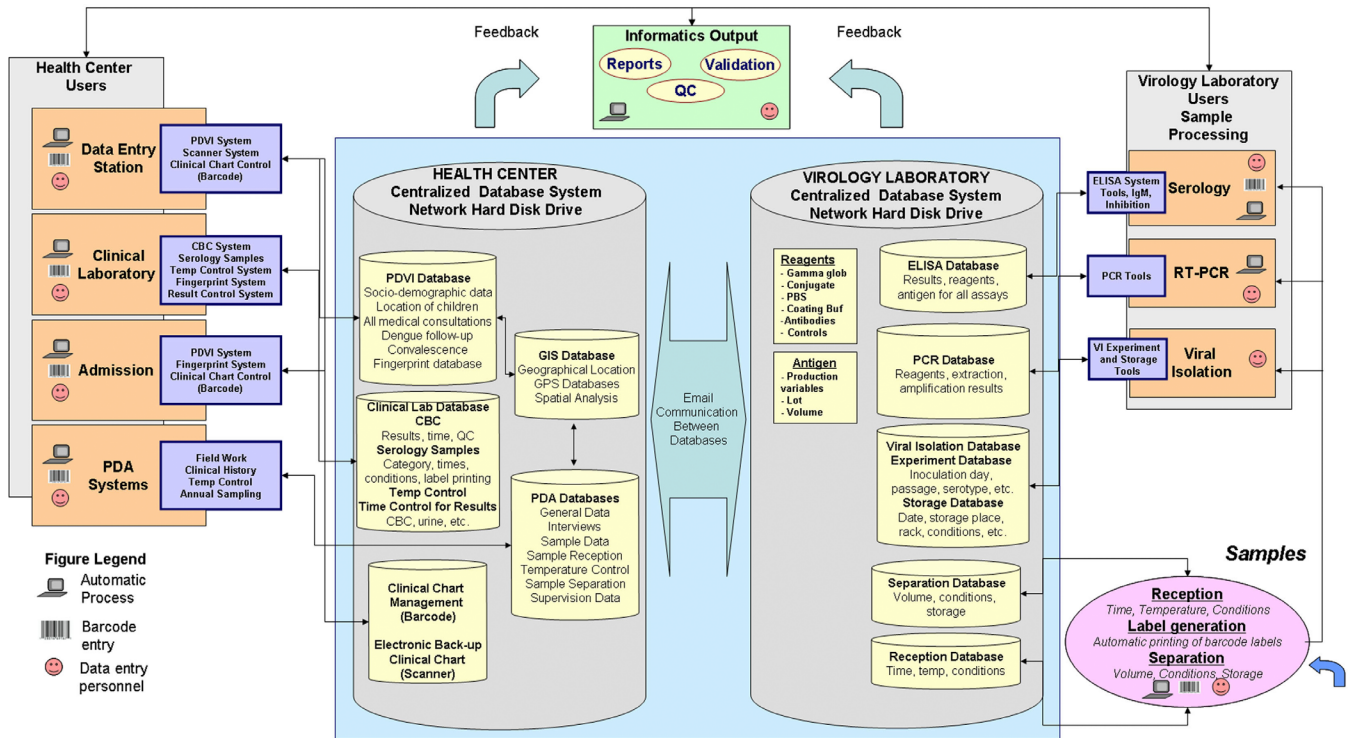 Feedback
Informatics Output
Reports
Validation
QC
Feedback
Health Center
Users
Data Entry
Station
PDVI System
Scanner System
Clinical Chart Control
(Barcode)
Clinical
Laboratory
CBC System
Serology Samples
Temp Control System
Fingerprint System
Result Control System
Admission
PDVI System
Fingerprint System
Clinical Chart Control
(Barcode)
PDA
Systems
Field Work
Clinical History
Temp Control
Annual Sampling
Figure Legend
Automatic
Process
Barcode
entry
Data entry
personnel
HEALTH CENTER
Centralized Database System
Network Hard Disk Drive
PDVI Database
Socio-demographic data
Location of children
All medical consultations
Dengue follow-up
Convalescence
Fingerprint database
GIS Database
Geographical Location
GPS Databases
Spatial Analysis
Clinical Lab Database
CBC
Results, time, QC
Serology Samples
Category, times,
conditions, label printing
Temp Control
Time Control for Results
CBC, urine, etc.
PDA Databases
General Data
Interviews
Sample Data
Sample Reception
Temperature Control
Sample Separation
Supervision Data
Clinical Chart
Management
(Barcode)
Electronic Back-up
Clinical Chart
(Scanner)
Email
Communication
Between
Databases
VIROLOGY LABORATORY
Centralized Database System
Network Hard Disk Drive
Reagents
- Gamma glob
- Conjugate
- PBS
- Coating Buf
-Antibodies
- Controls
Antigen
- Production
variables
- Lot
- Volume
ELISA Database
Results, reagents,
antigen for all assays
PCR Database
Reagents, extraction,
amplification results
Viral Isolation Database
Experiment Database
Inoculation day,
passage, serotype, etc.
Storage Database
Date, storage place,
rack, conditions, etc.
Separation Database
Volume, conditions,
storage
Reception Database
Time, temp, conditions
Virology Laboratory
Users
Sample
Processing
ELISA System
Tools, IgM,
Inhibition
Serology
PCR Tools
RT-PCR
VI Experiment
and Storage
Tools
Viral
Isolation
Samples
Reception
Time, Temperature, Conditions
Label generation
Automatic printing of barcode labels
Separation
Volume, Conditions, Storage